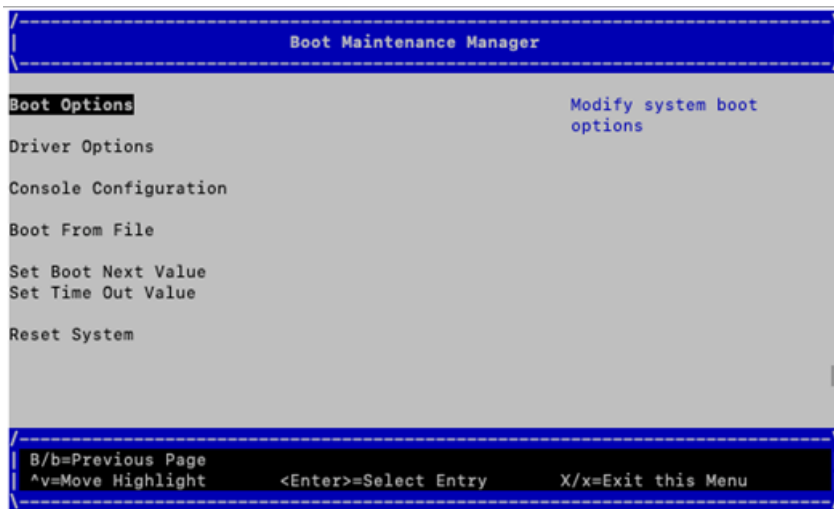 Boot Maintenance Manager
Boot Options
Modify system boot
options
Driver Options
Console Configuration
Boot From File
Set Boot Next Value
Set Time Out Value
Reset System
B/b=Previous Page
^v=Move Highlight <Enter>=Select Entry X/x=Exit this Menu